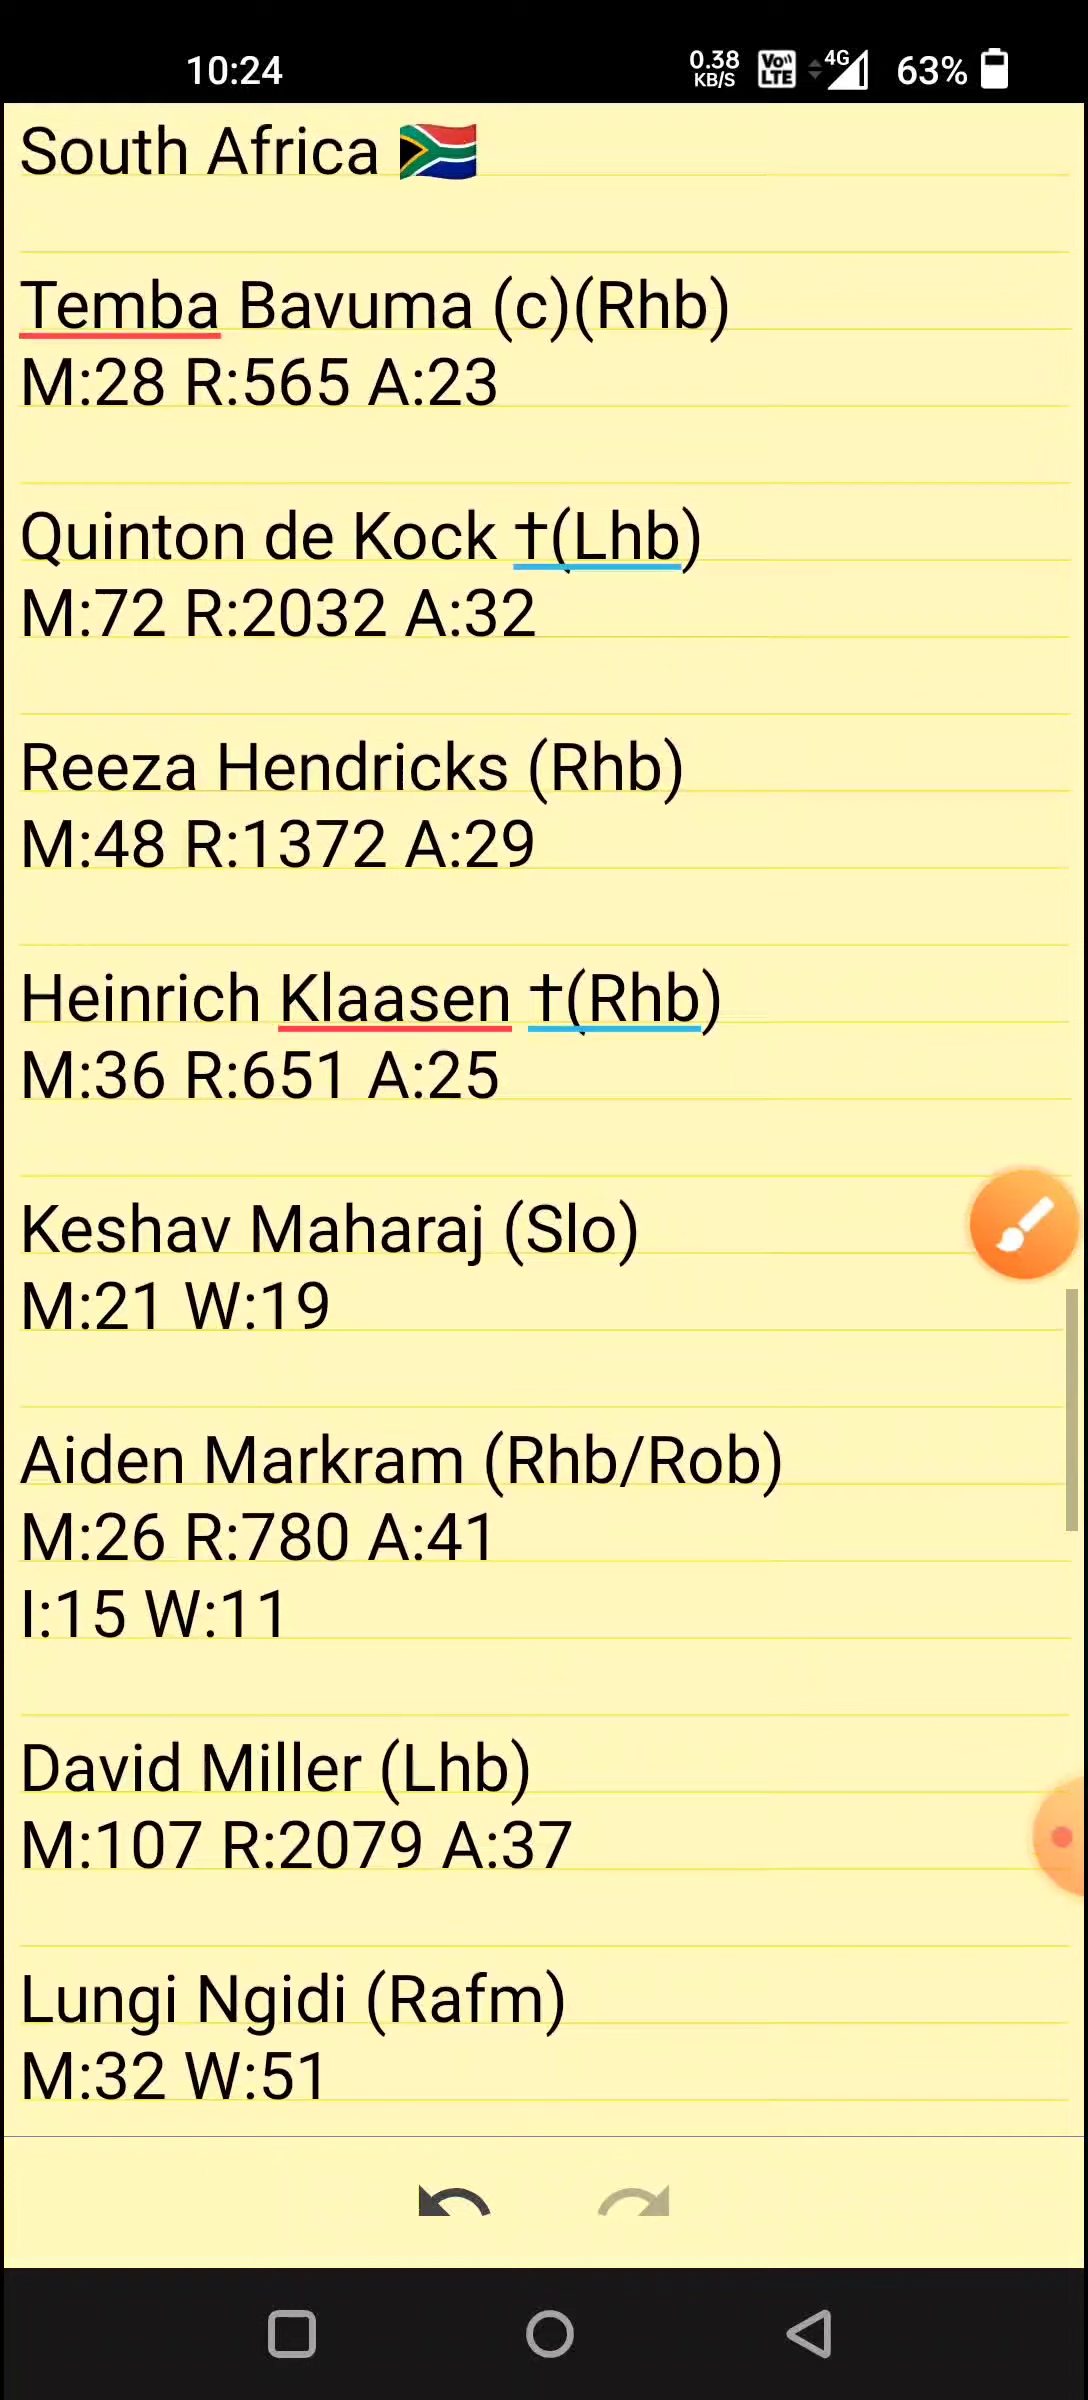 10:24 0.38 KB/S Vo LTE 4G 63%
South Africa 🇿🇦
Temba Bavuma (c)(Rhb)
M:28 R:565 A:23
Quinton de Kock †(Lhb)
M:72 R:2032 A:32
Reeza Hendricks (Rhb)
M:48 R:1372 A:29
Heinrich Klaasen †(Rhb)
M:36 R:651 A:25
Keshav Maharaj (Slo)
M:21 W:19
Aiden Markram (Rhb/Rob)
M:26 R:780 A:41
I:15 W:11
David Miller (Lhb)
M:107 R:2079 A:37
Lungi Ngidi (Rafm)
M:32 W:51